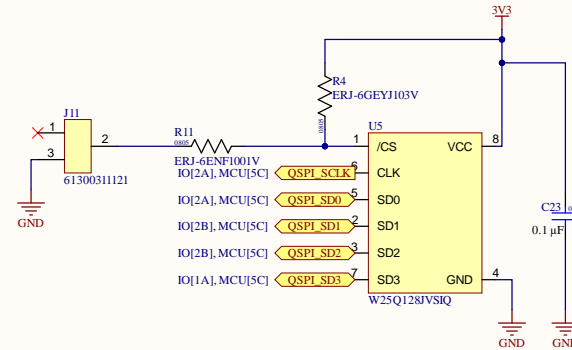 3V3
R4
ERJ-6GEYJ103V
0805
J11
1
2
3
61300311121
GND
R11
0805
ERJ-6ENF1001V
U5
1
/CS
VCC
8
IO[2A], MCU[5C]
QSPI_SCLK
6
CLK
IO[2A], MCU[5C]
QSPI_SD0
5
SD0
IO[2B], MCU[5C]
QSPI_SD1
2
SD1
IO[2B], MCU[5C]
QSPI_SD2
3
SD2
IO[1A], MCU[5C]
QSPI_SD3
7
SD3
GND
4
W25Q128JVSIQ
C23
0.1 µF
GND
GND